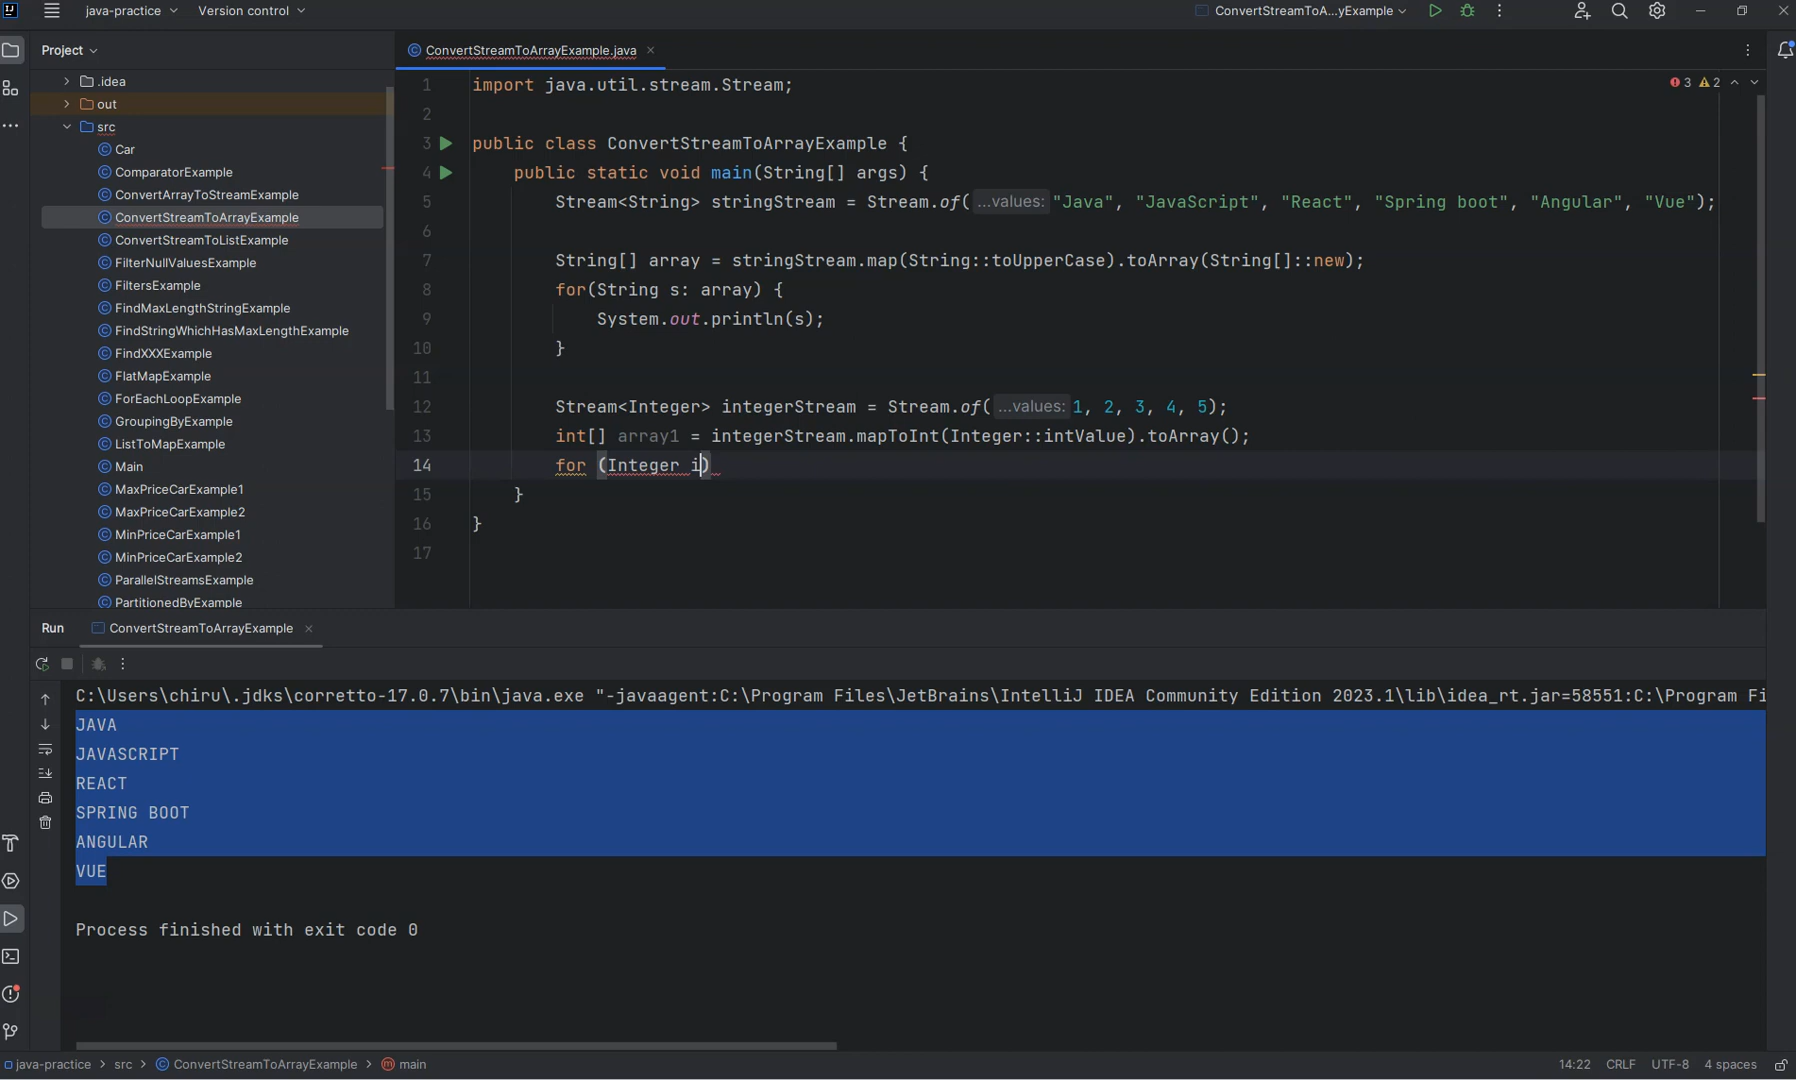 java-practice Version control ConvertStreamToA...yExample
Project
ConvertStreamToArrayExample.java
.idea
out
src
Car
ComparatorExample
ConvertArrayToStreamExample
ConvertStreamToArrayExample
ConvertStreamToListExample
FilterNullValuesExample
FiltersExample
FindMaxLengthStringExample
FindStringWhichHasMaxLengthExample
FindXXXExample
FlatMapExample
ForEachLoopExample
GroupingByExample
ListToMapExample
Main
MaxPriceCarExample1
MaxPriceCarExample2
MinPriceCarExample1
MinPriceCarExample2
ParallelStreamsExample
PartitionedByExample
3 2
1 import java.util.stream.Stream;
2
3 public class ConvertStreamToArrayExample {
4 public static void main(String[] args) {
5 Stream<String> stringStream = Stream.of( ...values: "Java", "JavaScript", "React", "Spring boot", "Angular", "Vue");
6
7 String[] array = stringStream.map(String::toUpperCase).toArray(String[]::new);
8 for(String s: array) {
9 System.out.println(s);
10 }
11
12 Stream<Integer> integerStream = Stream.of( ...values: 1, 2, 3, 4, 5);
13 int[] array1 = integerStream.mapToInt(Integer::intValue).toArray();
14 for (Integer i)
15 }
16 }
17
Run ConvertStreamToArrayExample
C:\Users\chiru\.jdks\corretto-17.0.7\bin\java.exe "-javaagent:C:\Program Files\JetBrains\IntelliJ IDEA Community Edition 2023.1\lib\idea_rt.jar=58551:C:\Program Fi
JAVA
JAVASCRIPT
REACT
SPRING BOOT
ANGULAR
VUE
Process finished with exit code 0
java-practice > src > ConvertStreamToArrayExample > main 14:22 CRLF UTF-8 4 spaces